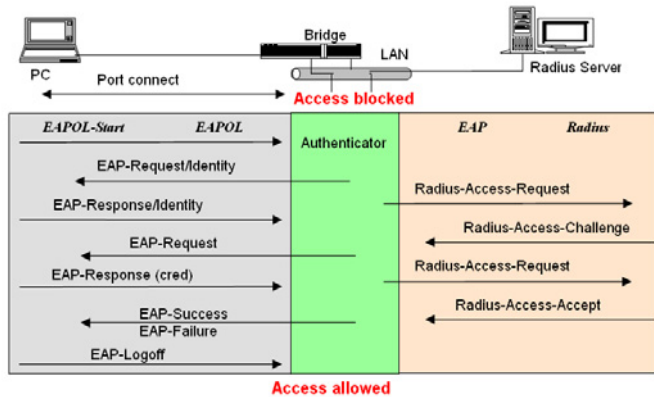 Bridge
LAN
PC
Radius Server
Port connect
Access blocked
EAPOL-Start EAPOL
EAP Radius
Authenticator
EAP-Request/Identity
Radius-Access-Request
EAP-Response/Identity
Radius-Access-Challenge
EAP-Request
Radius-Access-Request
EAP-Response (cred)
Radius-Access-Accept
EAP-Success
EAP-Failure
EAP-Logoff
Access allowed